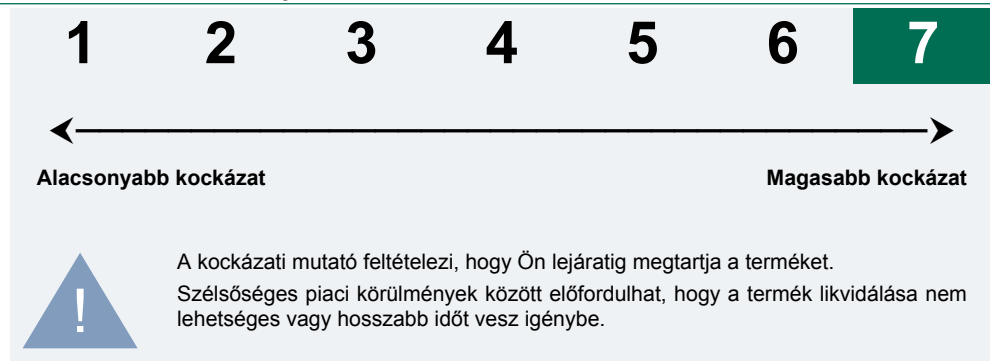 1 2 3 4 5 6 7
Alacsonyabb kockázat Magasabb kockázat
A kockázati mutató feltételezi, hogy Ön lejáratig megtartja a terméket.
Szélsőséges piaci körülmények között előfordulhat, hogy a termék likvidálása nem
lehetséges vagy hosszabb időt vesz igénybe.
!